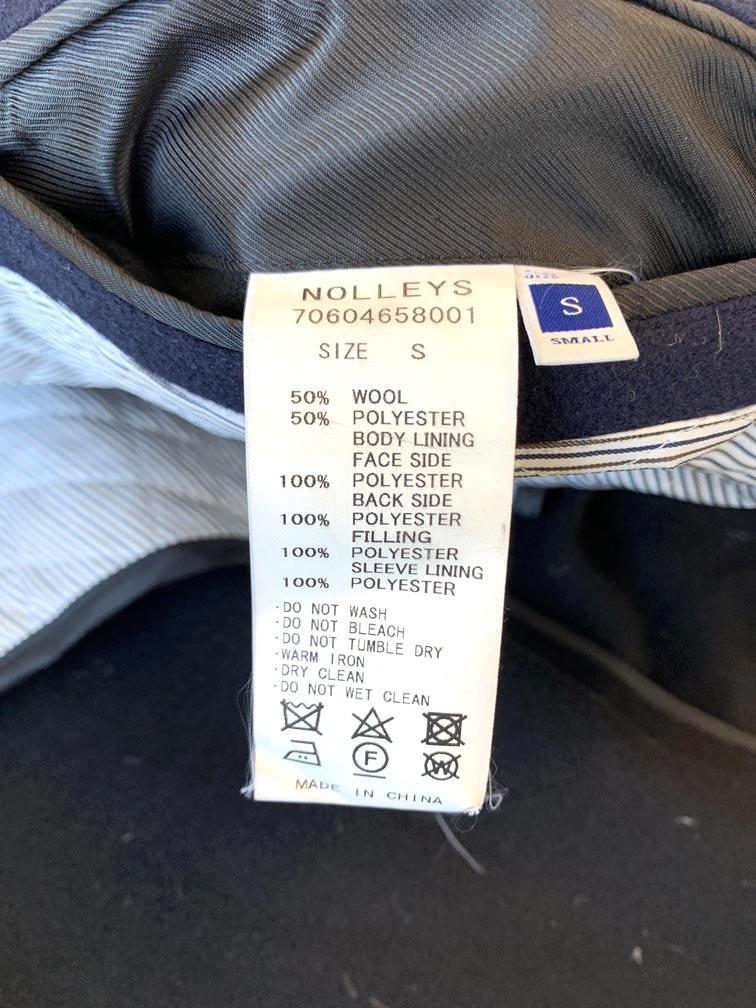 NOLLEYS
70604658001
SIZE S
50% WOOL
50% POLYESTER
BODY LINING
FACE SIDE
100% POLYESTER
BACK SIDE
100% POLYESTER
FILLING
100% POLYESTER
SLEEVE LINING
100% POLYESTER
·DO NOT WASH
·DO NOT BLEACH
·DO NOT TUMBLE DRY
·WARM IRON
·DRY CLEAN
·DO NOT WET CLEAN
F
W
MADE IN CHINA
S
SMALL